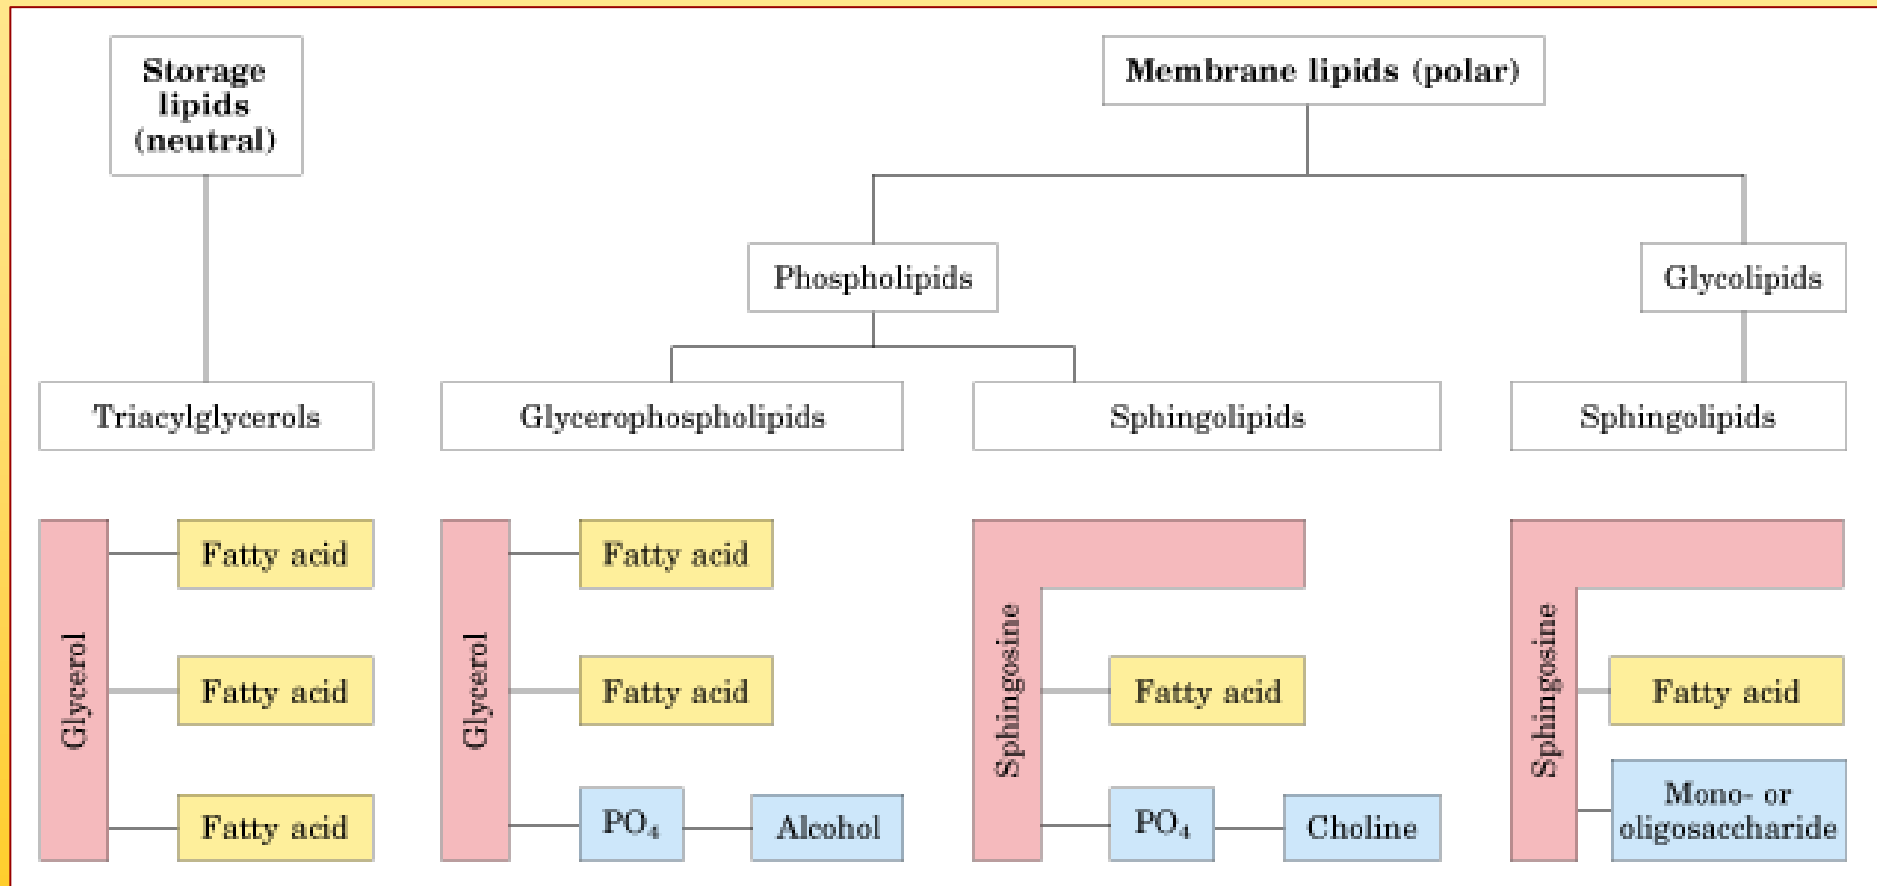 Storage
lipids
(neutral)
Membrane lipids (polar)
Phospholipids
Glycolipids
Triacylglycerols
Glycerophospholipids
Sphingolipids
Sphingolipids
Glycerol
Fatty acid
Fatty acid
Fatty acid
Glycerol
Fatty acid
Fatty acid
PO₄
Alcohol
Sphingosine
Fatty acid
PO₄
Choline
Sphingosine
Fatty acid
Mono- or
oligosaccharide